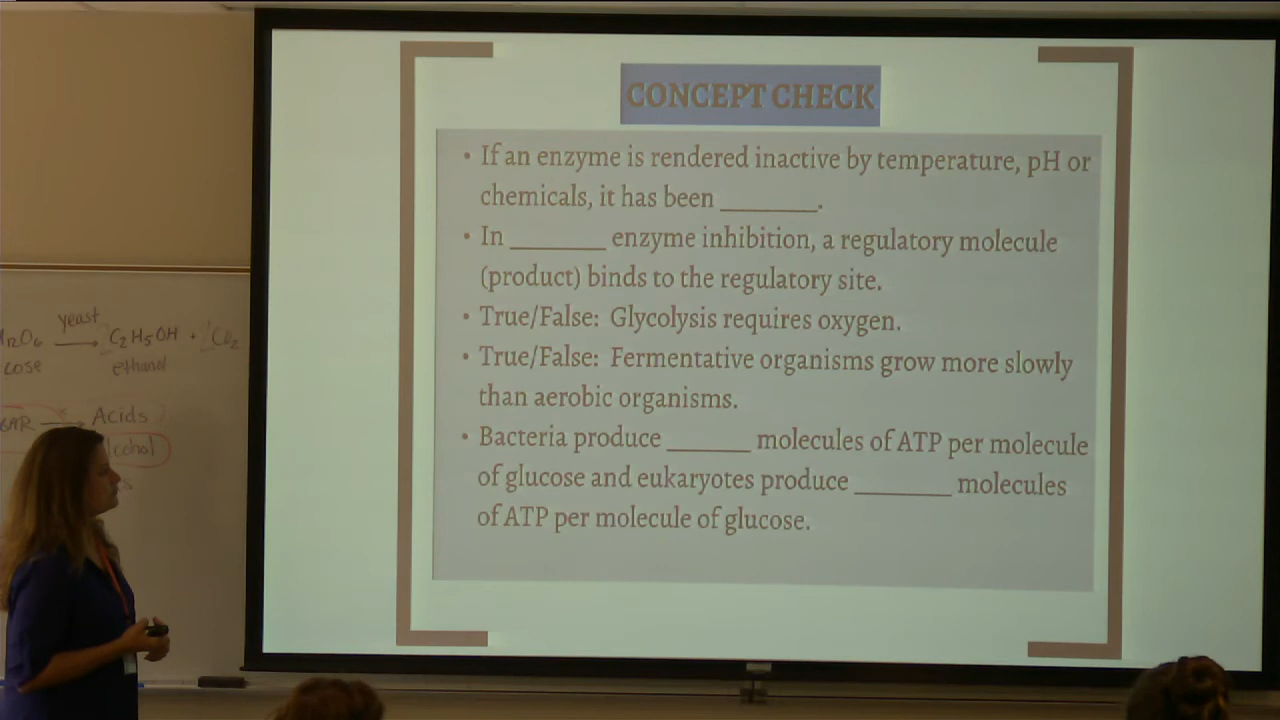 CONCEPT CHECK
• If an enzyme is rendered inactive by temperature, pH or
chemicals, it has been ________.
• In ________ enzyme inhibition, a regulatory molecule
(product) binds to the regulatory site.
• True/False: Glycolysis requires oxygen.
• True/False: Fermentative organisms grow more slowly
than aerobic organisms.
• Bacteria produce _______ molecules of ATP per molecule
of glucose and eukaryotes produce ________ molecules
of ATP per molecule of glucose.
yeast
→ C₂H₅OH + CO₂
cose ethanol
→ Acids
cohol